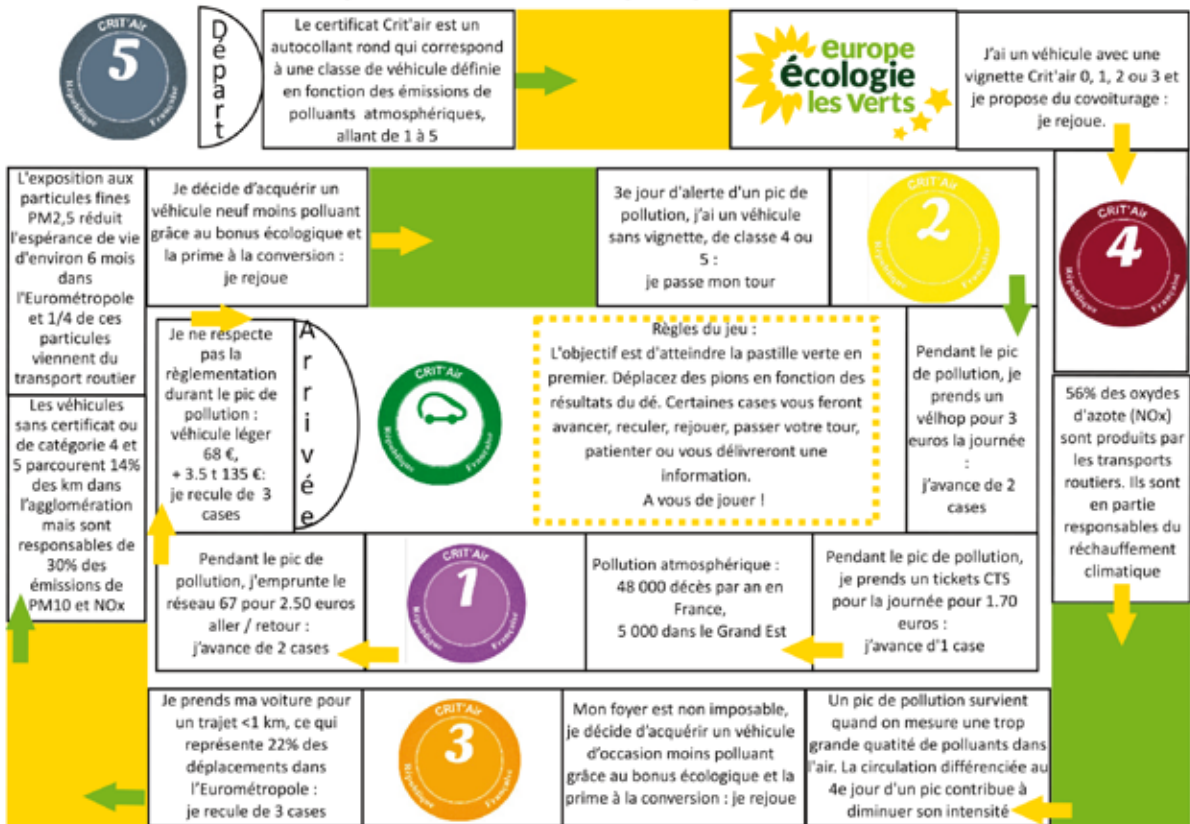 CRIT'Air
5
République
Française
Départ
Le certificat Crit'air est un
autocollant rond qui correspond
à une classe de véhicule définie
en fonction des émissions de
polluants atmosphériques,
allant de 1 à 5
europe
écologie
les Verts
J'ai un véhicule avec une
vignette Crit'air 0, 1, 2 ou 3 et
je propose du covoiturage :
je rejoue.
CRIT'Air
4
République
Française
56% des oxydes
d'azote (NOx)
sont produits par
les transports
routiers. Ils sont
en partie
responsables du
réchauffement
climatique
Un pic de pollution survient
quand on mesure une trop
grande quatité de polluants dans
l'air. La circulation différenciée au
4e jour d'un pic contribue à
diminuer son intensité
Mon foyer est non imposable,
je décide d'acquérir un véhicule
d'occasion moins polluant
grâce au bonus écologique et la
prime à la conversion : je rejoue
CRIT'Air
3
République
Française
Je prends ma voiture pour
un trajet <1 km, ce qui
représente 22% des
déplacements dans
l'Eurométropole :
je recule de 3 cases
Les véhicules
sans certificat ou
de catégorie 4 et
5 parcourent 14%
des km dans
l'agglomération
mais sont
responsables de
30% des
émissions de
PM10 et NOx
L'exposition aux
particules fines
PM2,5 réduit
l'espérance de vie
d'environ 6 mois
dans
l'Eurométropole
et 1/4 de ces
particules
viennent du
transport routier
Je décide d'acquérir un
véhicule neuf moins polluant
grâce au bonus écologique et
la prime à la conversion :
je rejoue
3e jour d'alerte d'un pic de
pollution, j'ai un véhicule
sans vignette, de classe 4 ou
5 :
je passe mon tour
CRIT'Air
2
République
Française
Pendant le pic
de pollution, je
prends un
vélhop pour 3
euros la journée
:
j'avance de 2
cases
Pendant le pic de pollution,
je prends un tickets CTS
pour la journée pour 1.70
euros :
j'avance d'1 case
Pollution atmosphérique :
48 000 décès par an en
France,
5 000 dans le Grand Est
CRIT'Air
1
République
Française
Pendant le pic de
pollution, j'emprunte le
réseau 67 pour 2.50 euros
aller / retour :
j'avance de 2 cases
Je ne respecte
pas la
règlementation
durant le pic de
pollution :
véhicule léger
68 €,
+ 3.5 t 135 €:
je recule de 3
cases
Arrivée
CRIT'Air
République
Française
Règles du jeu :
L'objectif est d'atteindre la pastille verte en
premier. Déplacez des pions en fonction des
résultats du dé. Certaines cases vous feront
avancer, reculer, rejouer, passer votre tour,
patienter ou vous délivreront une
information.
A vous de jouer !